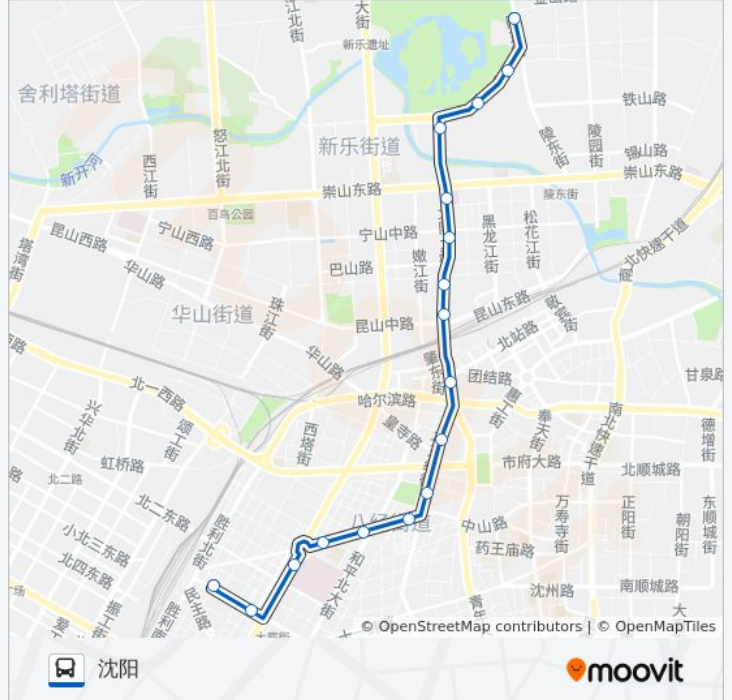 江北街
大街
新乐遗址
舍利塔街道
铁山路
怒江北街
新乐街道
陵东街
陵园街
锡山路
新开河
西江街
崇山东路
崇山东路
陵东街
百鸟公园
昆山西路
宁山西路
宁山中路
黑龙江街
松花江街
塔湾街
嫩江街
巴山路
华山路
南北快速干道
珠江街
华山街道
昆山东路
敬宾街
昆山中路
北站路
华山路
肇东街
团结路
甘泉路
北一西路
哈尔滨路
惠工街
兴华北街
颂工街
西塔街
皇寺路
奉天街
南北快速干道
德增街
虹桥路
市府大路
北顺城路
北二路
北二东路
八经街道
中山路
万寿寺街
正阳街
朝阳街
东顺城街
胜利北街
小北三东路
药王庙路
北四东路
和平北大街
民主路
沈州路
南顺城路
振工街
© OpenStreetMap contributors | © OpenMapTiles
沈阳
moovit